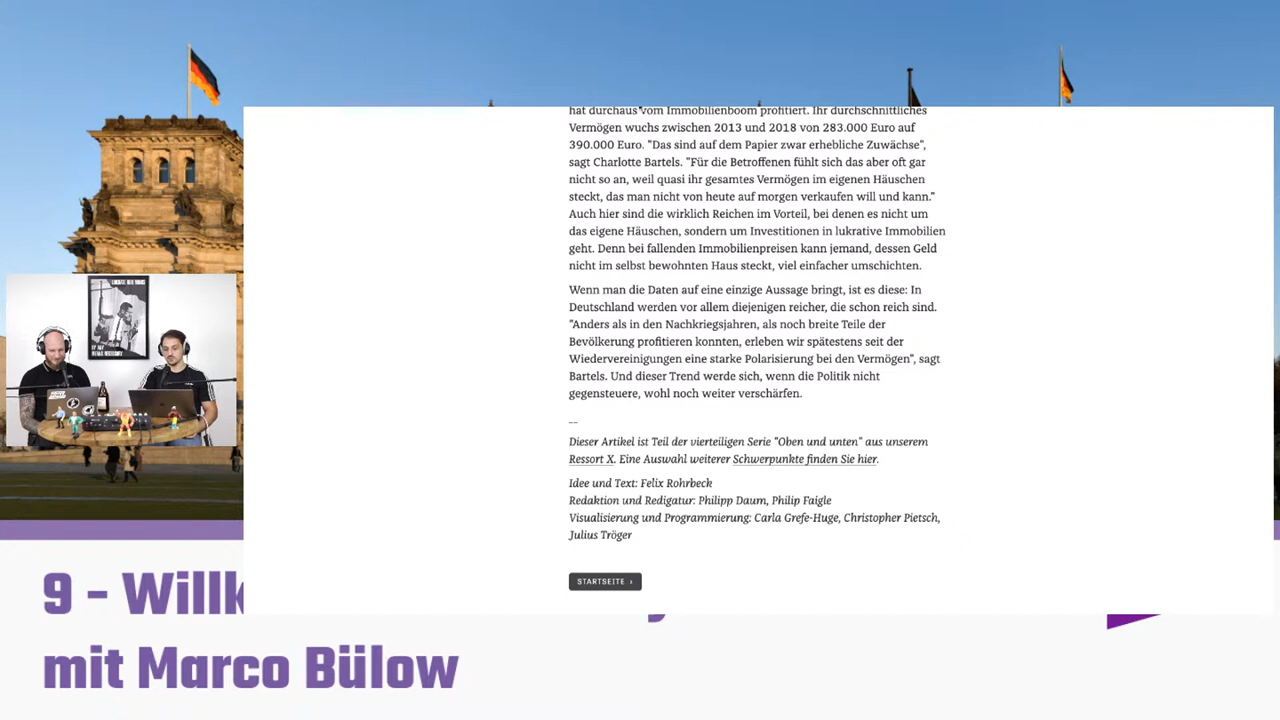 hat durchaus vom Immobilienboom profitiert. Ihr durchschnittliches
Vermögen wuchs zwischen 2013 und 2018 von 283.000 Euro auf
390.000 Euro. "Das sind auf dem Papier zwar erhebliche Zuwächse",
sagt Charlotte Bartels. "Für die Betroffenen fühlt sich das aber oft gar
nicht so an, weil quasi ihr gesamtes Vermögen im eigenen Häuschen
steckt, das man nicht von heute auf morgen verkaufen will und kann."
Auch hier sind die wirklich Reichen im Vorteil, bei denen es nicht um
das eigene Häuschen, sondern um Investitionen in lukrative Immobilien
geht. Denn bei fallenden Immobilienpreisen kann jemand, dessen Geld
nicht im selbst bewohnten Haus steckt, viel einfacher umschichten.
Wenn man die Daten auf eine einzige Aussage bringt, ist es diese: In
Deutschland werden vor allem diejenigen reicher, die schon reich sind.
"Anders als in den Nachkriegsjahren, als noch breite Teile der
Bevölkerung profitieren konnten, erleben wir spätestens seit der
Wiedervereinigungen eine starke Polarisierung bei den Vermögen", sagt
Bartels. Und dieser Trend werde sich, wenn die Politik nicht
gegensteuere, wohl noch weiter verschärfen.
—
Dieser Artikel ist Teil der vierteiligen Serie "Oben und unten" aus unserem
Ressort X. Eine Auswahl weiterer Schwerpunkte finden Sie hier.
Idee und Text: Felix Rohrbeck
Redaktion und Redigatur: Philipp Daum, Philip Faigle
Visualisierung und Programmierung: Carla Grefe-Huge, Christopher Pietsch,
Julius Tröger
STARTSEITE ›
9 - Willk
mit Marco Bülow